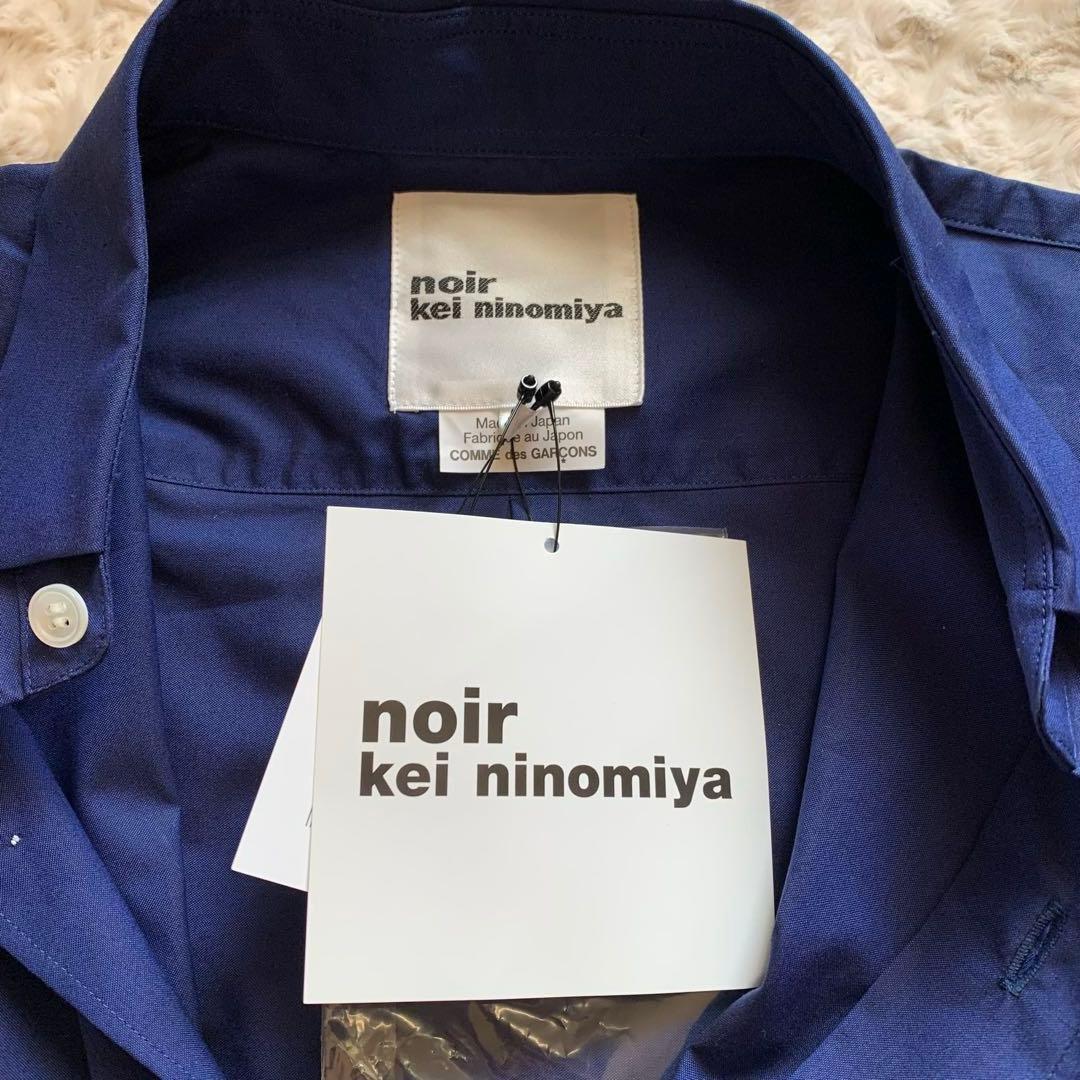 noir
kei ninomiya
Japan
au Japon
COMME des GARÇONS
noir
kei ninomiya